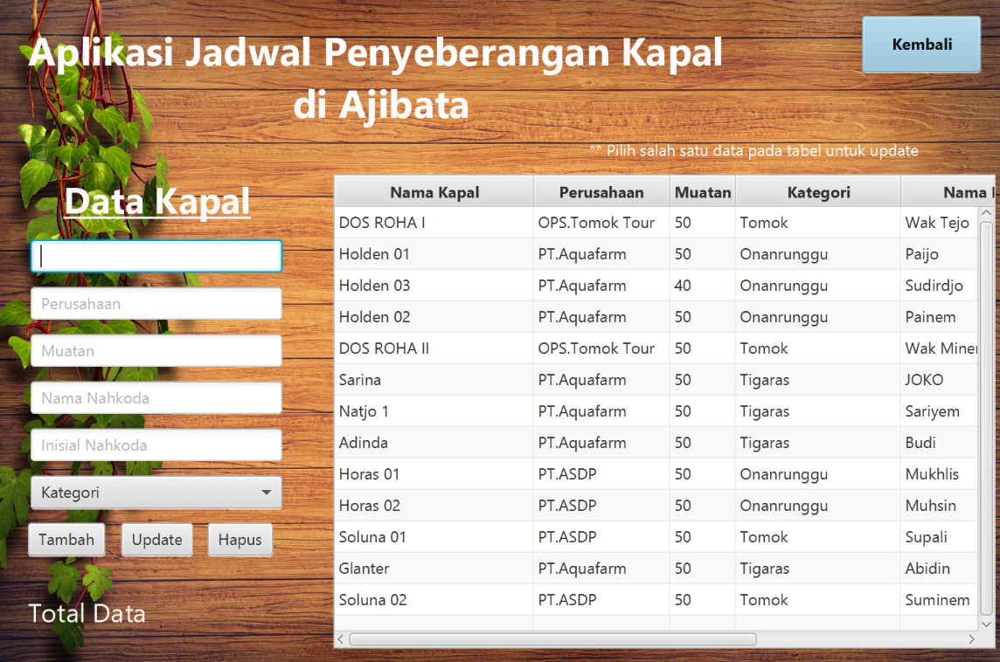 Aplikasi Jadwal Penyeberangan Kapal
di Ajibata
Kembali
** Pilih salah satu data pada tabel untuk update
Data Kapal
Perusahaan
Muatan
Nama Nahkoda
Inisial Nahkoda
Kategori
Tambah Update Hapus
Total Data
Nama Kapal Perusahaan Muatan Kategori Nama
DOS ROHA I OPS.Tomok Tour 50 Tomok Wak Tejo
Holden 01 PT.Aquafarm 50 Onanrunggu Paijo
Holden 03 PT.Aquafarm 40 Onanrunggu Sudirdjo
Holden 02 PT.Aquafarm 50 Onanrunggu Painem
DOS ROHA II OPS.Tomok Tour 50 Tomok Wak
Sarina PT.Aquafarm 50 Tigaras JOKO
Natjo 1 PT.Aquafarm 50 Tigaras Sariyem
Adinda PT.Aquafarm 50 Tigaras Budi
Horas 01 PT.ASDP 50 Onanrunggu Mukhlis
Horas 02 PT.ASDP 50 Onanrunggu Muhsin
Soluna 01 PT.ASDP 50 Tomok Supali
Glanter PT.Aquafarm 50 Tigaras Abidin
Soluna 02 PT.ASDP 50 Tomok Suminem